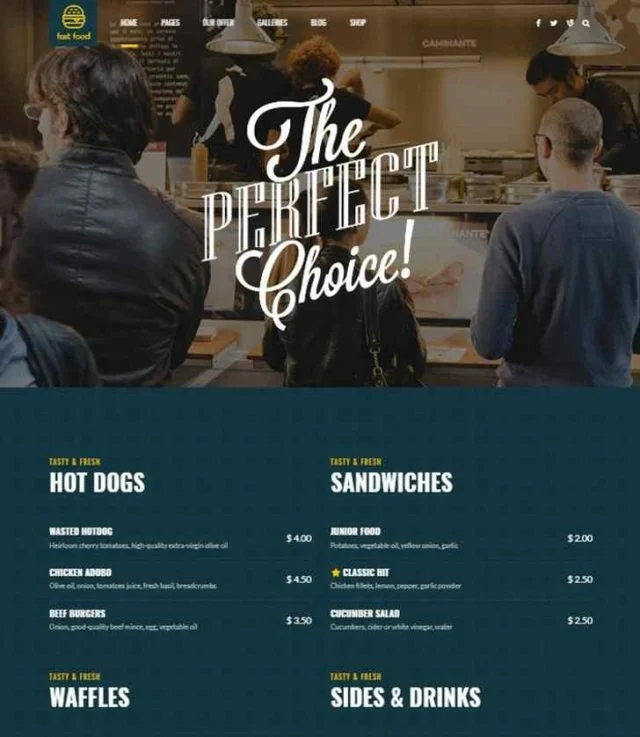 fast food
HOME PAGES OUR OFFER GALLERIES BLOG SHOP
CAMINANTE
The
PERFECT
Choice!
TASTY & FRESH
HOT DOGS
WASTED HOTDOG
Heirloom cherry tomatoes, high-quality extra-virgin olive oil
$4.00
CHICKEN ADOBO
Olive oil, onion, tomatoes juice, fresh basil, breadcrumbs
$4.50
BEEF BURGERS
Onion, good-quality beef mince, egg, vegetable oil
$3.50
TASTY & FRESH
SANDWICHES
JUNIOR FOOD
Potatoes, vegetable oil, yellow onion, garlic
$2.00
CLASSIC HIT
Chicken fillets, lemon, pepper, garlic powder
$2.50
CUCUMBER SALAD
Cucumbers, cider or white vinegar, water
$2.50
TASTY & FRESH
WAFFLES
TASTY & FRESH
SIDES & DRINKS